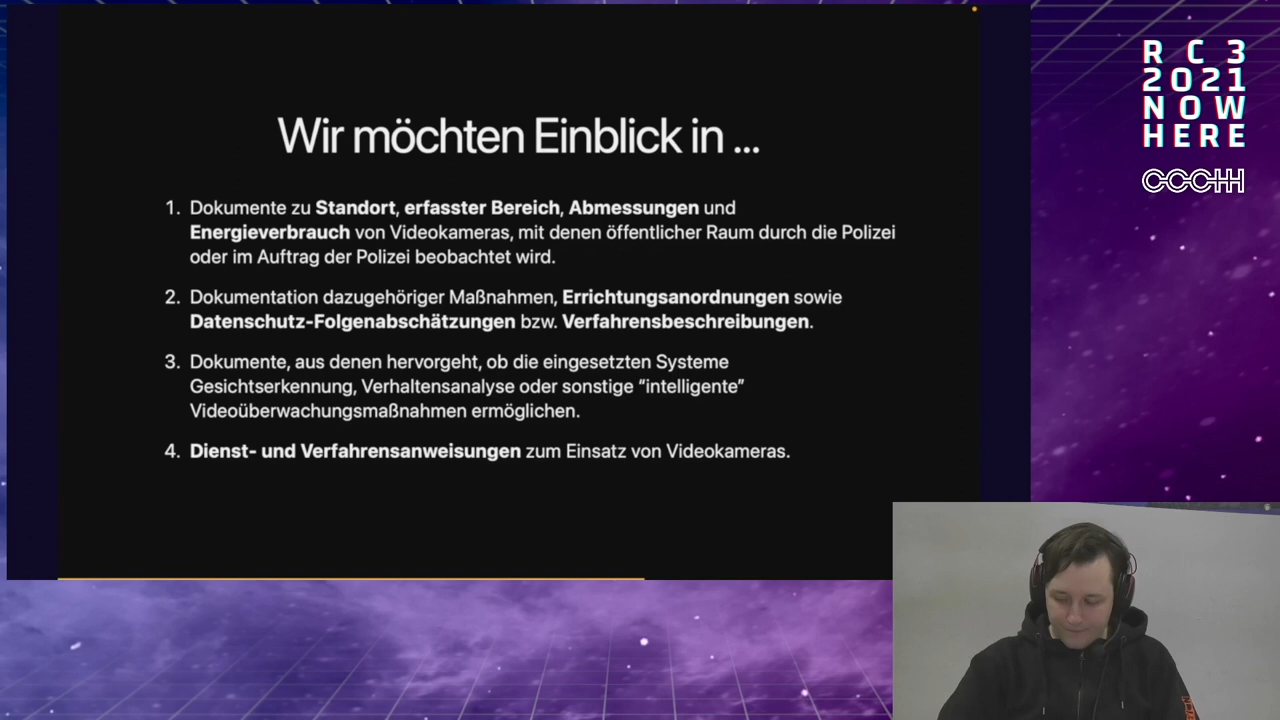 Wir möchten Einblick in ...
1. Dokumente zu Standort, erfasster Bereich, Abmessungen und
Energieverbrauch von Videokameras, mit denen öffentlicher Raum durch die Polizei
oder im Auftrag der Polizei beobachtet wird.
2. Dokumentation dazugehöriger Maßnahmen, Errichtungsanordnungen sowie
Datenschutz-Folgenabschätzungen bzw. Verfahrensbeschreibungen.
3. Dokumente, aus denen hervorgeht, ob die eingesetzten Systeme
Gesichtserkennung, Verhaltensanalyse oder sonstige “intelligente”
Videoüberwachungsmaßnahmen ermöglichen.
4. Dienst- und Verfahrensanweisungen zum Einsatz von Videokameras.
R C 3
2021
NOW
HERE
CCCHH